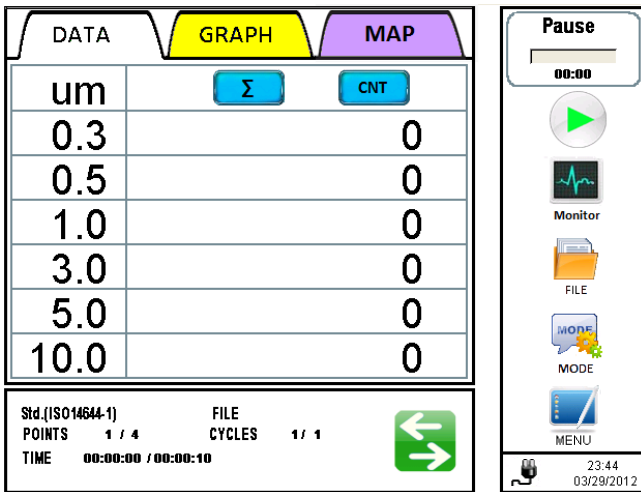 DATA GRAPH MAP
um Σ CNT
0.3 0
0.5 0
1.0 0
3.0 0
5.0 0
10.0 0
Std.(ISO14644-1) FILE
POINTS 1 / 4 CYCLES 1/ 1
TIME 00:00:00 / 00:00:10
Pause
00:00
Monitor
FILE
MODE
MODE
MENU
23:44
03/29/2012